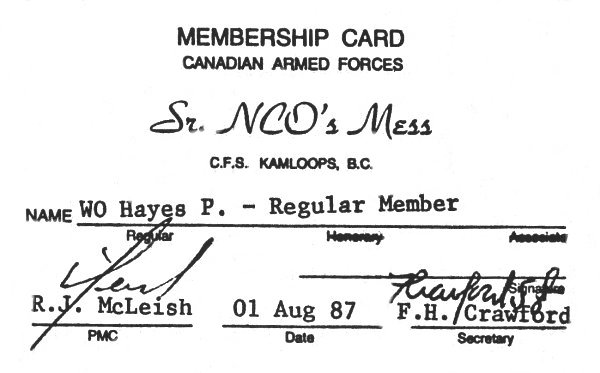 MEMBERSHIP CARD
CANADIAN ARMED FORCES
Sr. NCO's Mess
C.F.S. KAMLOOPS, B.C.
NAME WO Hayes P. - Regular Member
Regular Honorary Associate
Signature
R.J. McLeish 01 Aug 87 F.H. Crawford
PMC Date Secretary